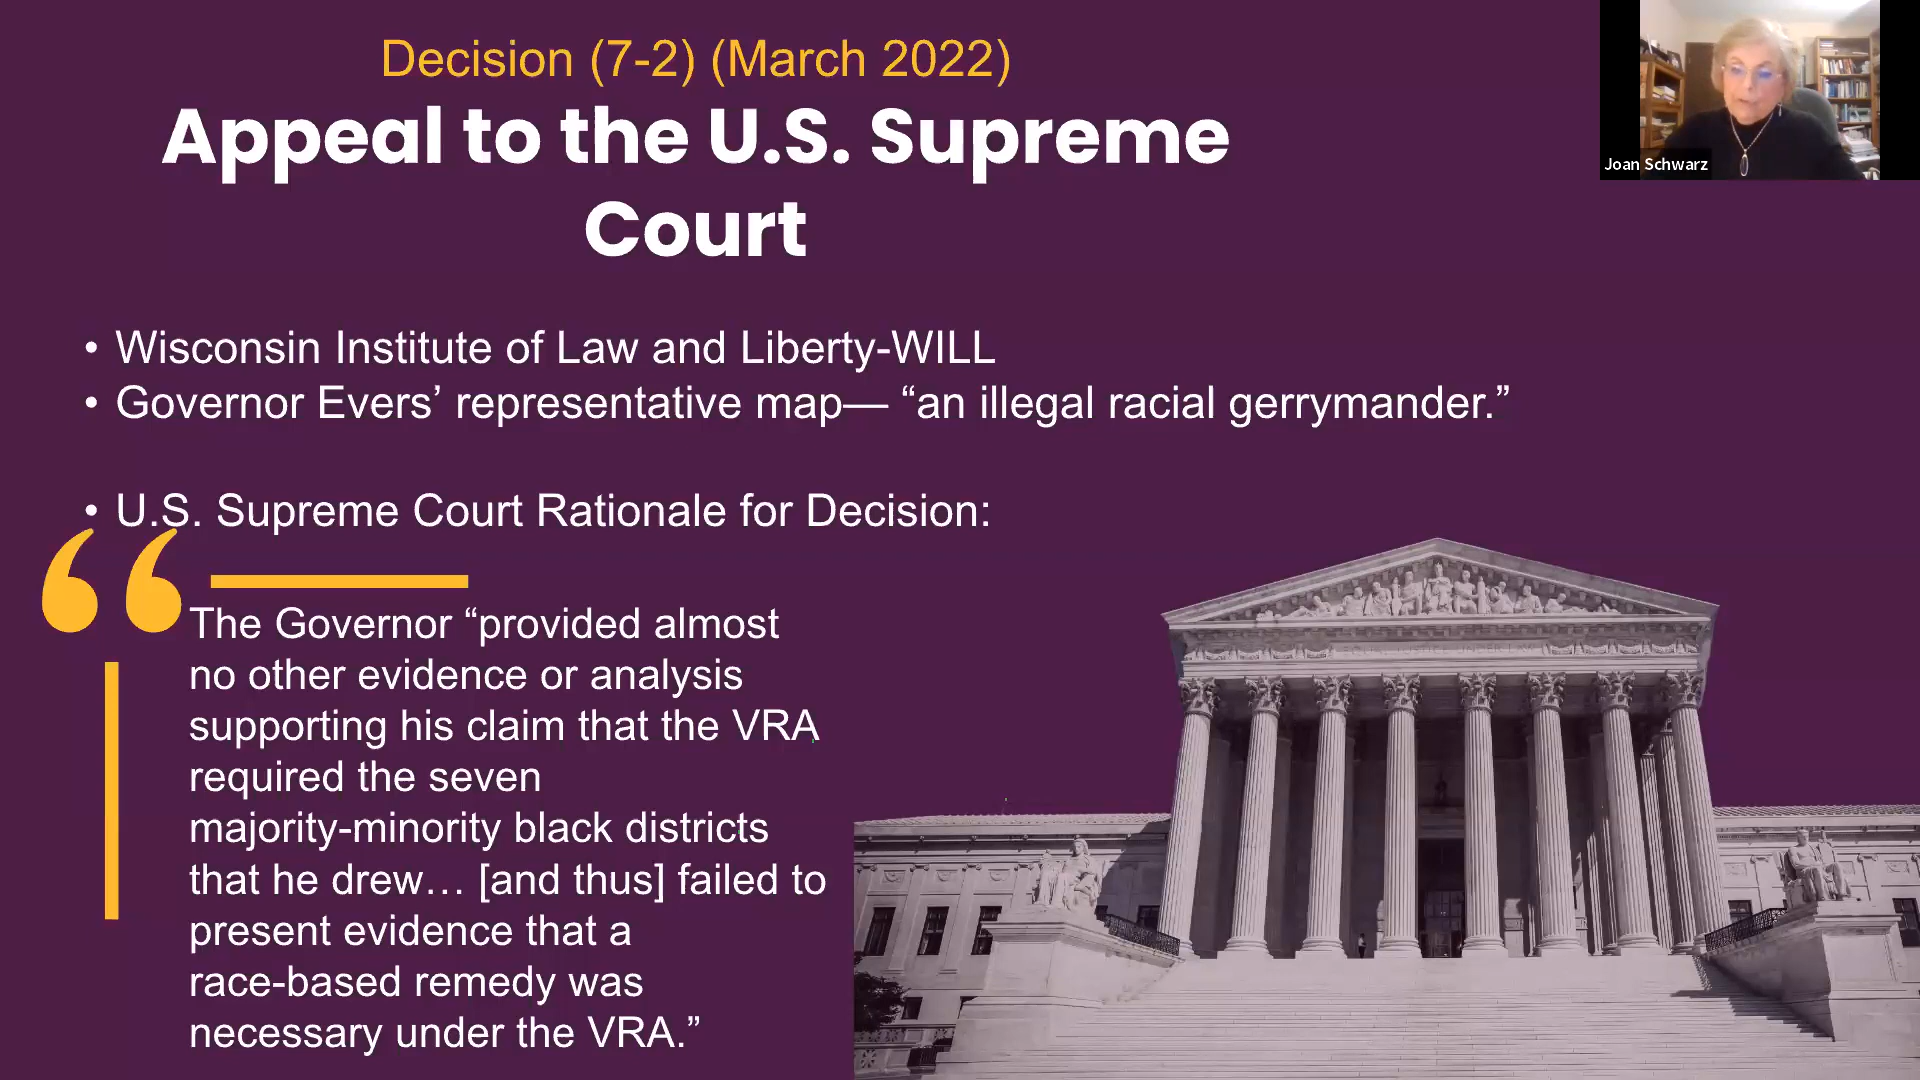 Decision (7-2) (March 2022)
Appeal to the U.S. Supreme
Court
Joan Schwarz
• Wisconsin Institute of Law and Liberty-WILL
• Governor Evers’ representative map— “an illegal racial gerrymander.”
• U.S. Supreme Court Rationale for Decision:
“
The Governor “provided almost
no other evidence or analysis
supporting his claim that the VRA
required the seven
majority-minority black districts
that he drew… [and thus] failed to
present evidence that a
race-based remedy was
necessary under the VRA.”